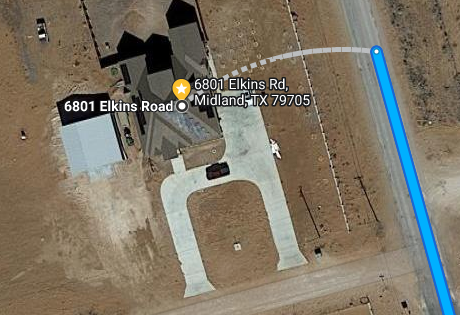 6801 Elkins Rd,
Midland, TX 79705
6801 Elkins Road